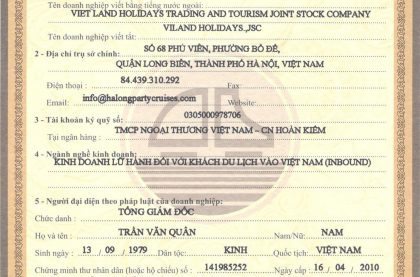 Tên doanh nghiệp viết bằng tiếng nước ngoài:
VIET LAND HOLIDAYS TRADING AND TOURISM JOINT STOCK COMPANY
Tên doanh nghiệp viết tắt:
VILAND HOLIDAYS.,JSC
2 - Địa chỉ trụ sở chính:
SỐ 68 PHÚ VIÊN, PHƯỜNG BỒ ĐỀ,
QUẬN LONG BIÊN, THÀNH PHỐ HÀ NỘI, VIỆT NAM
Điện thoại : 84.439.310.292 Fax:
Email: info@halongpartycruises.com Website:
3 - Tài khoản ký quỹ số: 0305000978706
Tại ngân hàng : TMCP NGOẠI THƯƠNG VIỆT NAM – CN HOÀN KIẾM
4 - Ngành nghề kinh doanh:
KINH DOANH LỮ HÀNH ĐỐI VỚI KHÁCH DU LỊCH VÀO VIỆT NAM (INBOUND)
5 - Người đại diện theo pháp luật của doanh nghiệp:
Chức danh : TỔNG GIÁM ĐỐC
Họ và tên : TRẦN VĂN QUÂN Nam/Nữ: NAM
Sinh ngày : 13 / 09 / 1979 Dân tộc: KINH Quốc tịch: VIỆT NAM
Chứng minh thư nhân dân (hoặc hộ chiếu) số : 141985252 Ngày cấp 16 / 04 / 2010